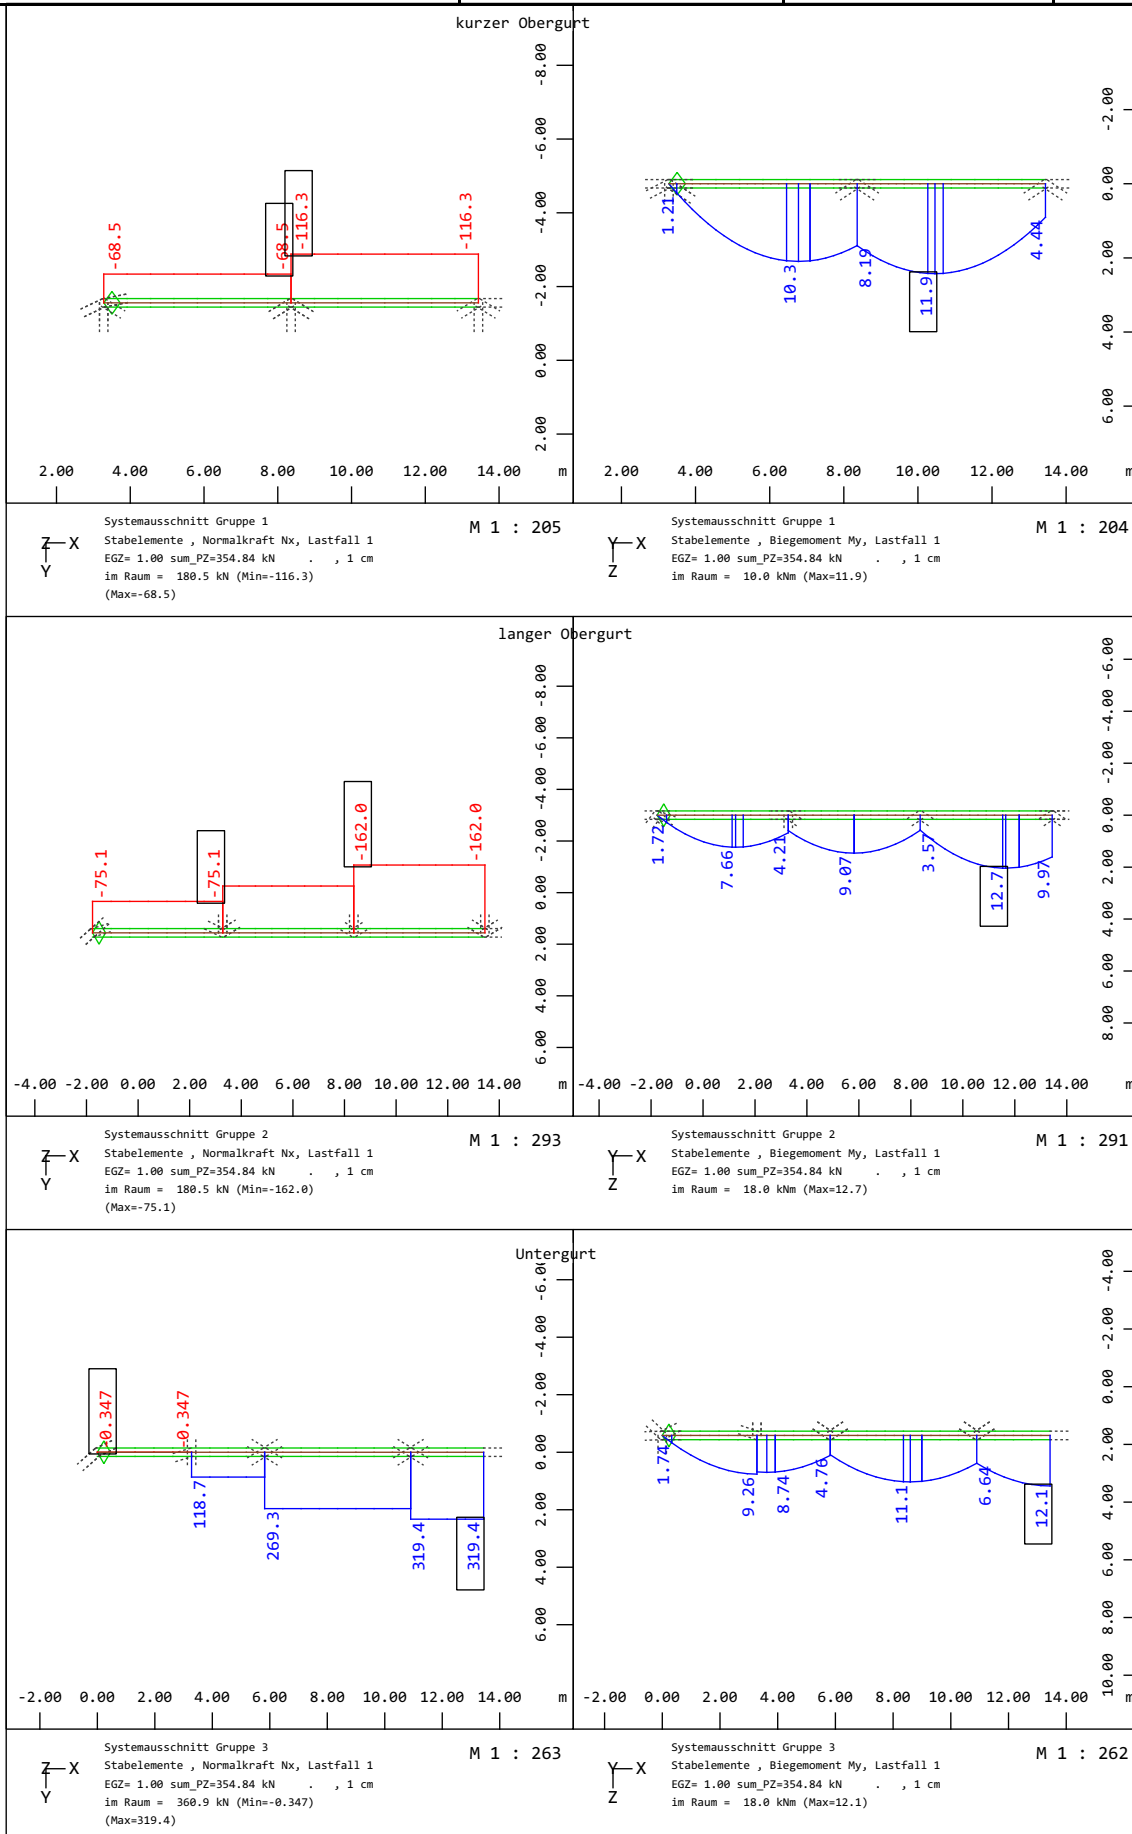 kurzer Obergurt
-68.5
-68.5
-116.3
-116.3
-8.00
-6.00
-4.00
-2.00
0.00
2.00
2.00 4.00 6.00 8.00 10.00 12.00 14.00 m
Systemausschnitt Gruppe 1
Stabelemente , Normalkraft Nx, Lastfall 1
EGZ= 1.00 sum_PZ=354.84 kN . , 1 cm
im Raum = 180.5 kN (Min=-116.3)
(Max=-68.5)
M 1 : 205
Z X
Y
1.21
10.3
8.19
11.9
4.44
-2.00
0.00
2.00
4.00
6.00
2.00 4.00 6.00 8.00 10.00 12.00 14.00 m
Systemausschnitt Gruppe 1
Stabelemente , Biegemoment My, Lastfall 1
EGZ= 1.00 sum_PZ=354.84 kN . , 1 cm
im Raum = 10.0 kNm (Max=11.9)
M 1 : 204
Y X
Z
langer Obergurt
-75.1
-75.1
-162.0
-162.0
-8.00
-6.00
-4.00
-2.00
0.00
2.00
4.00
6.00
-4.00 -2.00 0.00 2.00 4.00 6.00 8.00 10.00 12.00 14.00 m
Systemausschnitt Gruppe 2
Stabelemente , Normalkraft Nx, Lastfall 1
EGZ= 1.00 sum_PZ=354.84 kN . , 1 cm
im Raum = 180.5 kN (Min=-162.0)
(Max=-75.1)
M 1 : 293
Z X
Y
1.72
7.66
4.21
9.07
3.57
12.7
9.97
-6.00
-4.00
-2.00
0.00
2.00
4.00
6.00
8.00
-4.00 -2.00 0.00 2.00 4.00 6.00 8.00 10.00 12.00 14.00 m
Systemausschnitt Gruppe 2
Stabelemente , Biegemoment My, Lastfall 1
EGZ= 1.00 sum_PZ=354.84 kN . , 1 cm
im Raum = 18.0 kNm (Max=12.7)
M 1 : 291
Y X
Z
Untergurt
-0.347
-0.347
118.7
269.3
319.4
319.4
-6.00
-4.00
-2.00
0.00
2.00
4.00
6.00
-2.00 0.00 2.00 4.00 6.00 8.00 10.00 12.00 14.00 m
Systemausschnitt Gruppe 3
Stabelemente , Normalkraft Nx, Lastfall 1
EGZ= 1.00 sum_PZ=354.84 kN . , 1 cm
im Raum = 360.9 kN (Min=-0.347)
(Max=319.4)
M 1 : 263
Z X
Y
1.74
9.26
8.74
4.76
11.1
6.64
12.1
-4.00
-2.00
0.00
2.00
4.00
6.00
8.00
10.00
-2.00 0.00 2.00 4.00 6.00 8.00 10.00 12.00 14.00 m
Systemausschnitt Gruppe 3
Stabelemente , Biegemoment My, Lastfall 1
EGZ= 1.00 sum_PZ=354.84 kN . , 1 cm
im Raum = 18.0 kNm (Max=12.1)
M 1 : 262
Y X
Z